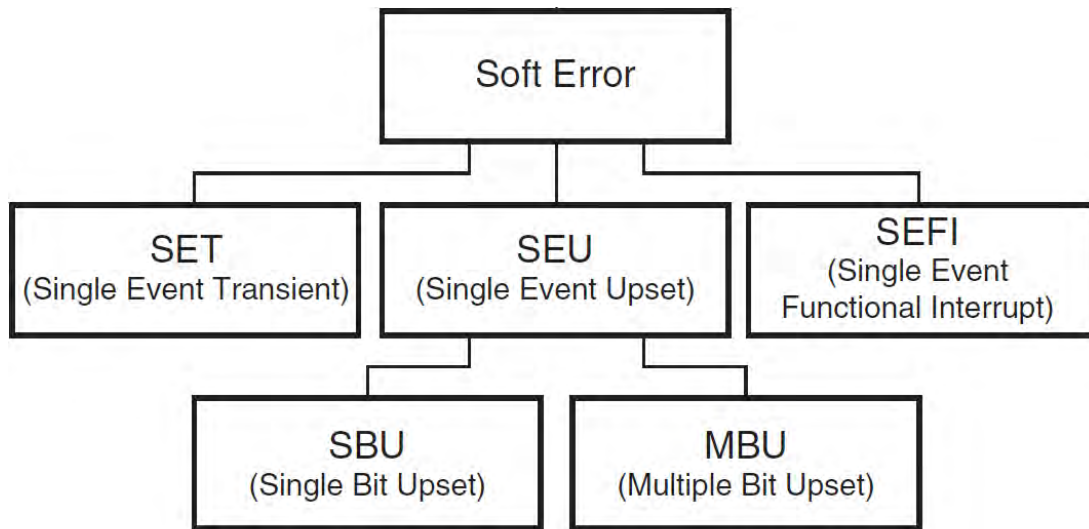 Soft Error
SET
(Single Event Transient)
SEU
(Single Event Upset)
SEFI
(Single Event
Functional Interrupt)
SBU
(Single Bit Upset)
MBU
(Multiple Bit Upset)